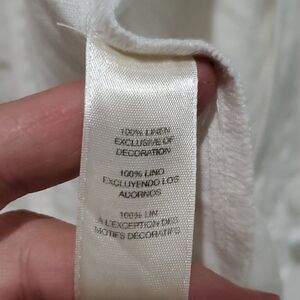 100% LINEN
EXCLUSIVE OF
DECORATION
100% LINO
EXCLUYENDO LOS
ADORNOS
100% LIN
À L'EXCEPTION DES
MOTIFS DÉCORATIFS